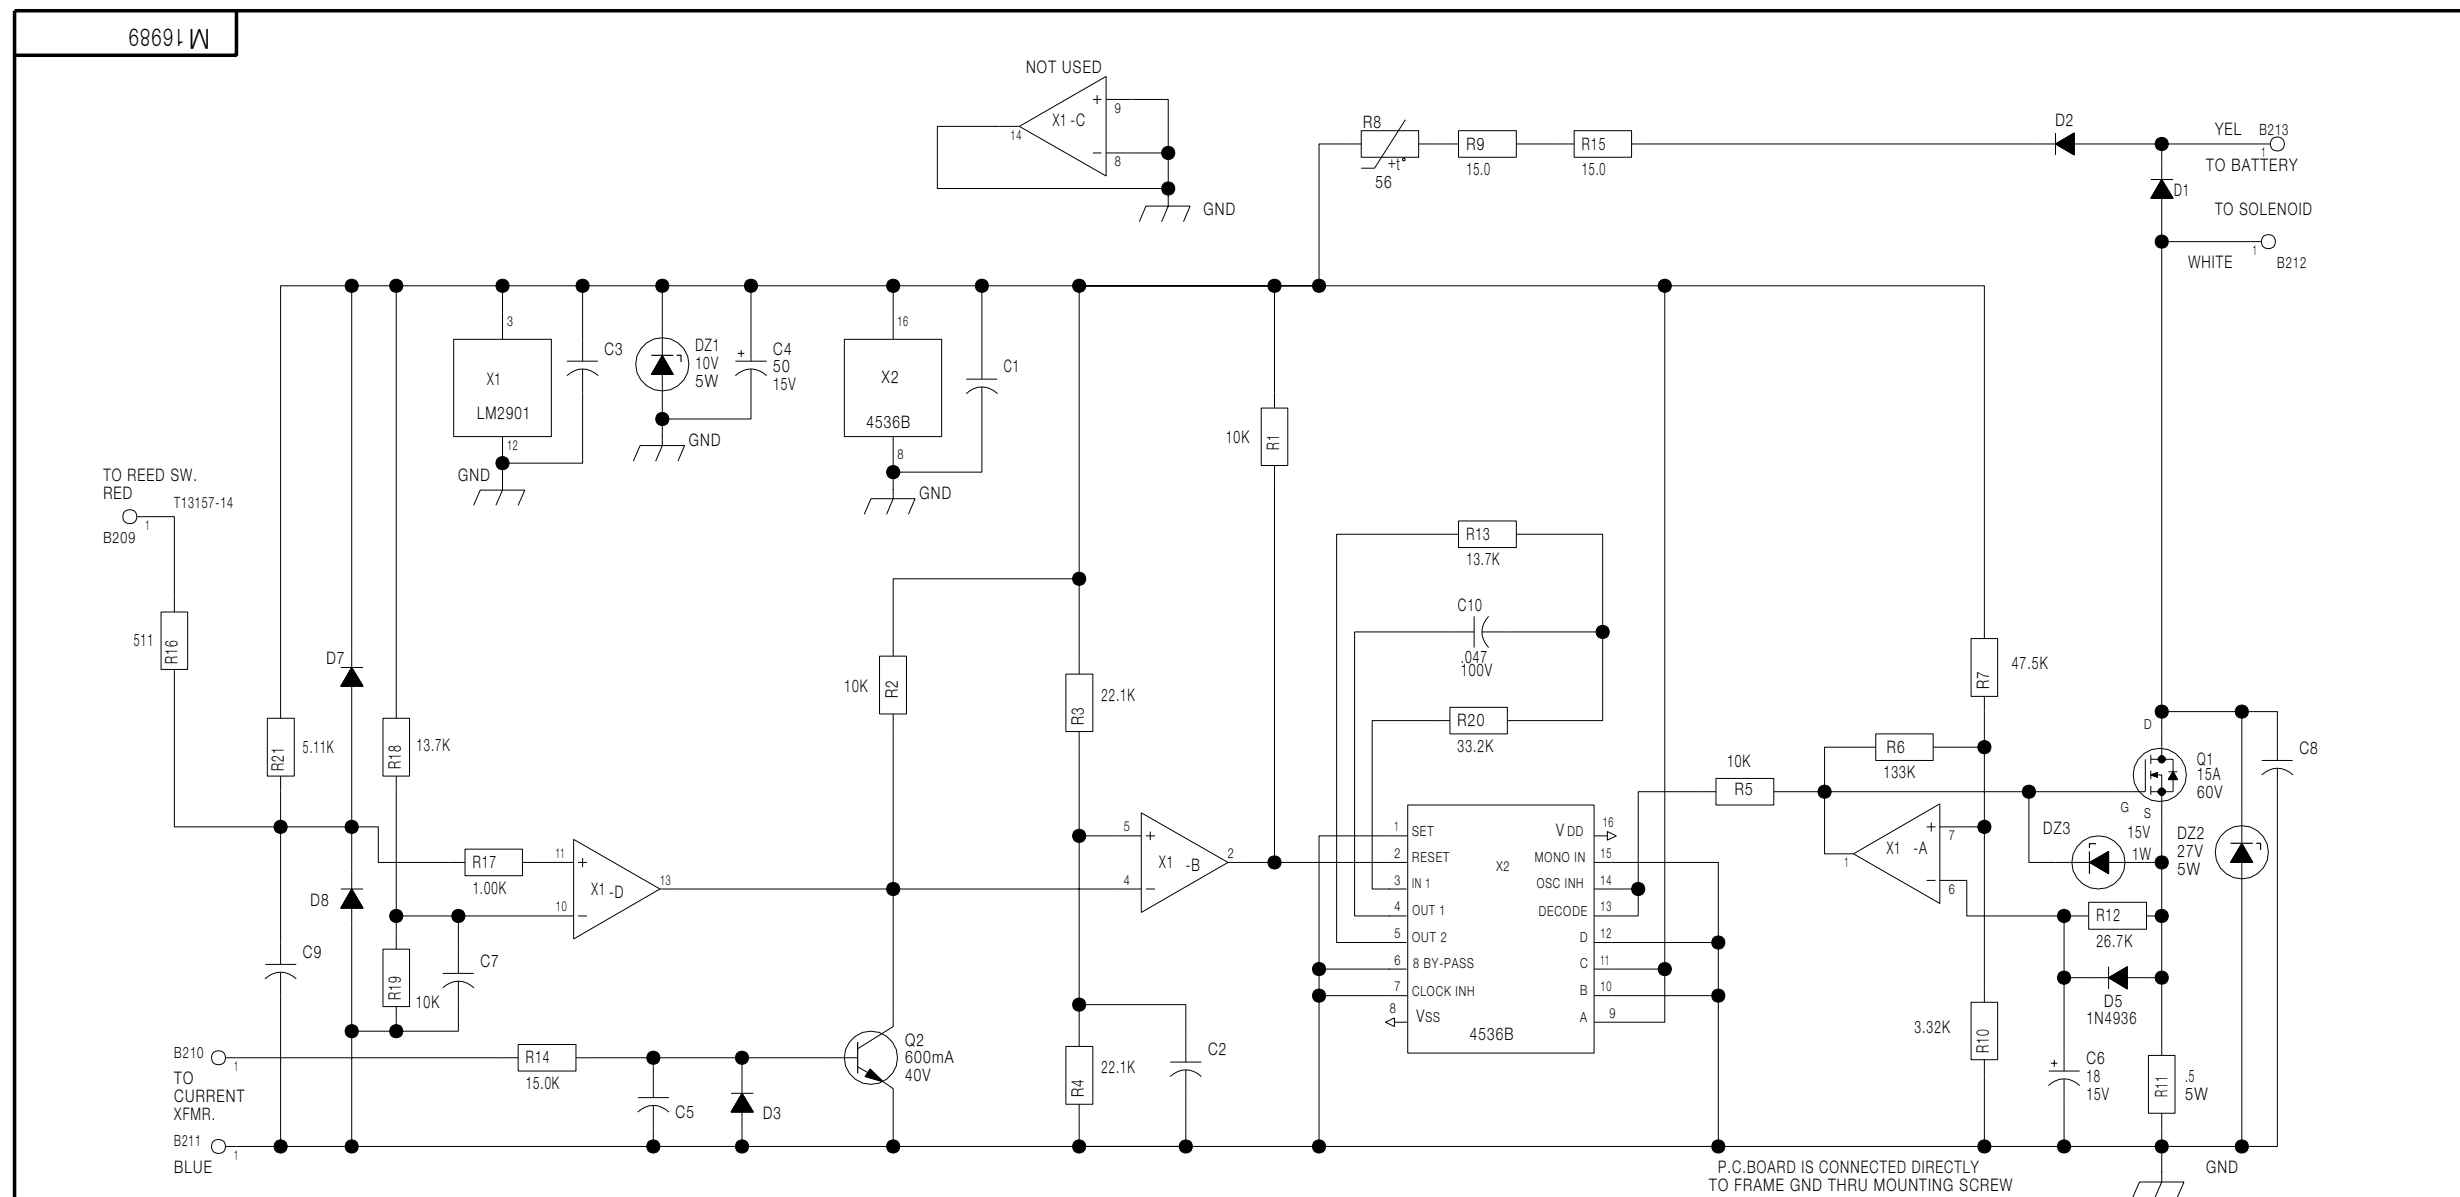 M 16989
NOT USED
X1 -C
+
9
14
−
8
GND
R8
+t°
56
R9
15.0
R15
15.0
D2
YEL
B213
1
TO BATTERY
D1
TO SOLENOID
1
WHITE
B212
3
X1
LM2901
12
GND
C3
DZ1
10V
5W
GND
+
C4
50
15V
16
X2
4536B
8
GND
C1
10K
R1
TO REED SW.
RED
T13157-14
1
B209
511
R16
D7
R21
5.11K
R18
13.7K
10K
R2
R3
22.1K
R13
13.7K
C10
.047
100V
R20
33.2K
R7
47.5K
R6
133K
10K
R5
D
Q1
15A
60V
G
S
C8
DZ3
15V
1W
DZ2
27V
5W
R17
1.00K
11
+
X1 -D
13
10
−
D8
C9
R19
10K
C7
5
+
X1 -B
2
4
−
1 SET
2 RESET
3 IN 1
4 OUT 1
5 OUT 2
6 8 BY-PASS
7 CLOCK INH
8 VSS
X2
4536B
VDD 16
MONO IN 15
OSC INH 14
DECODE 13
D 12
C 11
B 10
A 9
X1 -A
+
7
1
−
6
R12
26.7K
D5
1N4936
3.32K
R10
+
C6
18
15V
R11
.5
5W
B210
1
TO
CURRENT
XFMR.
B211
1
BLUE
R14
15.0K
C5
D3
Q2
600mA
40V
R4
22.1K
C2
P.C.BOARD IS CONNECTED DIRECTLY
TO FRAME GND THRU MOUNTING SCREW
GND